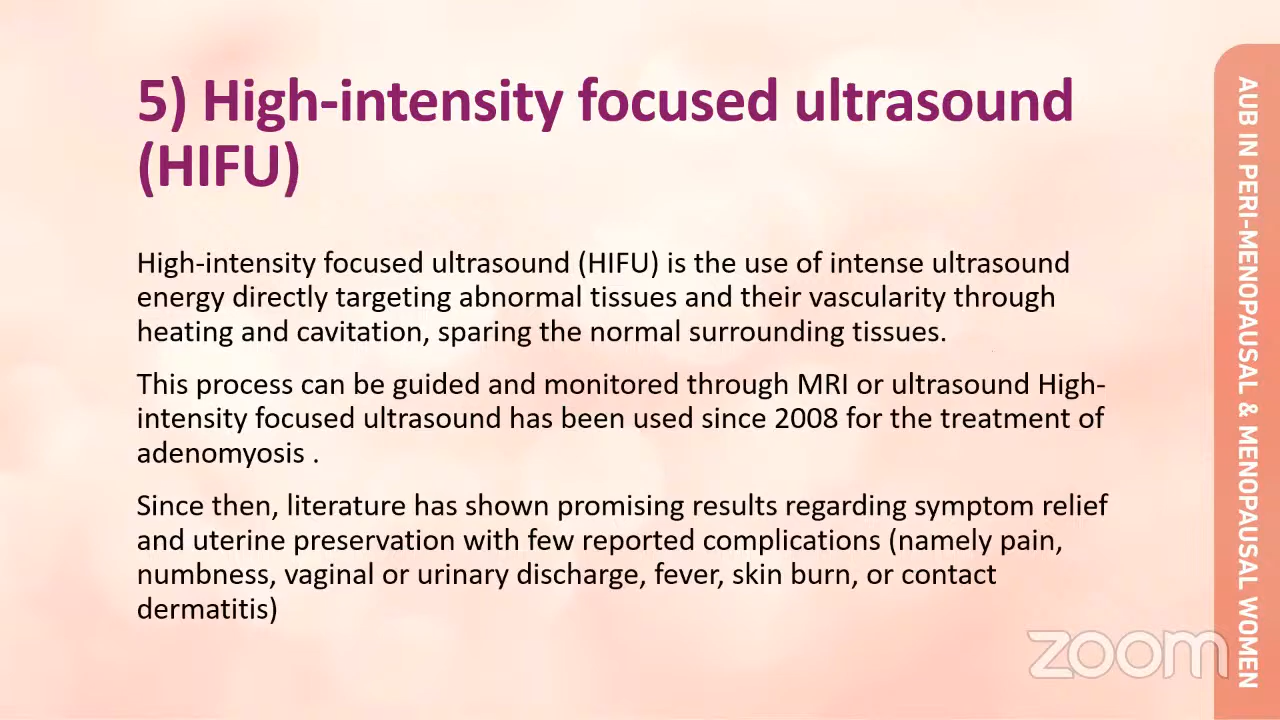 5) High-intensity focused ultrasound
(HIFU)
High-intensity focused ultrasound (HIFU) is the use of intense ultrasound
energy directly targeting abnormal tissues and their vascularity through
heating and cavitation, sparing the normal surrounding tissues.
This process can be guided and monitored through MRI or ultrasound High-
intensity focused ultrasound has been used since 2008 for the treatment of
adenomyosis .
Since then, literature has shown promising results regarding symptom relief
and uterine preservation with few reported complications (namely pain,
numbness, vaginal or urinary discharge, fever, skin burn, or contact
dermatitis)
AUB IN PERI-MENOPAUSAL & MENOPAUSAL WOMEN
zoom